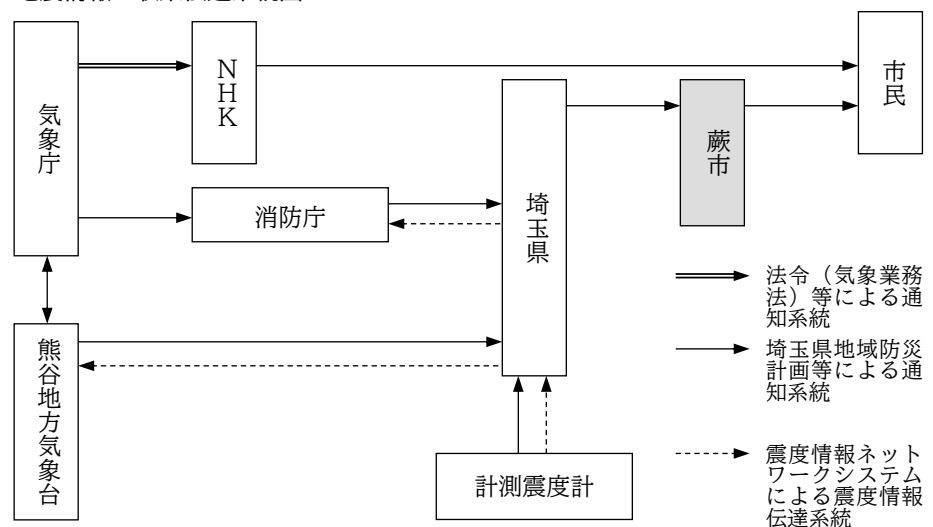 ＮＨＫ
市民
気象庁
蕨市
消防庁
埼玉県
熊谷地方気象台
計測震度計
法令（気象業務
法）等による通
知系統
埼玉県地域防災
計画等による通
知系統
震度情報ネット
ワークシステム
による震度情報
伝達系統